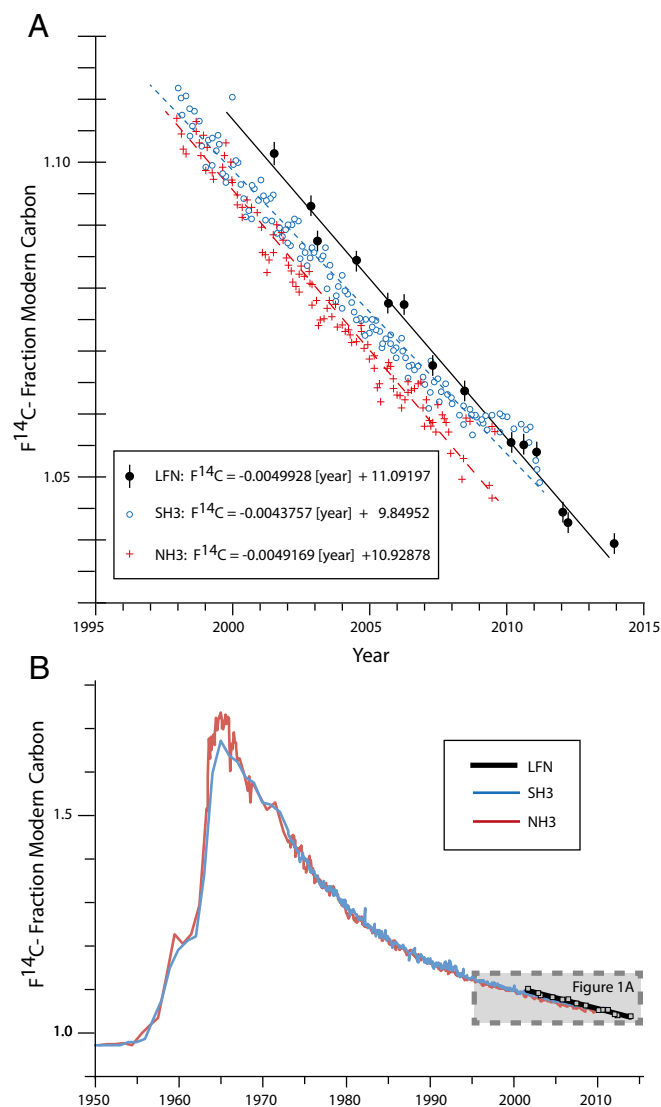 A
F14C- Fraction Modern Carbon
1.10
1.05
LFN: F14C = -0.0049928 [year] + 11.09197
SH3: F14C = -0.0043757 [year] + 9.84952
NH3: F14C = -0.0049169 [year] +10.92878
1995 2000 2005 2010 2015
Year
B
F14C- Fraction Modern Carbon
1.5
1.0
LFN
SH3
NH3
Figure 1A
1950 1960 1970 1980 1990 2000 2010